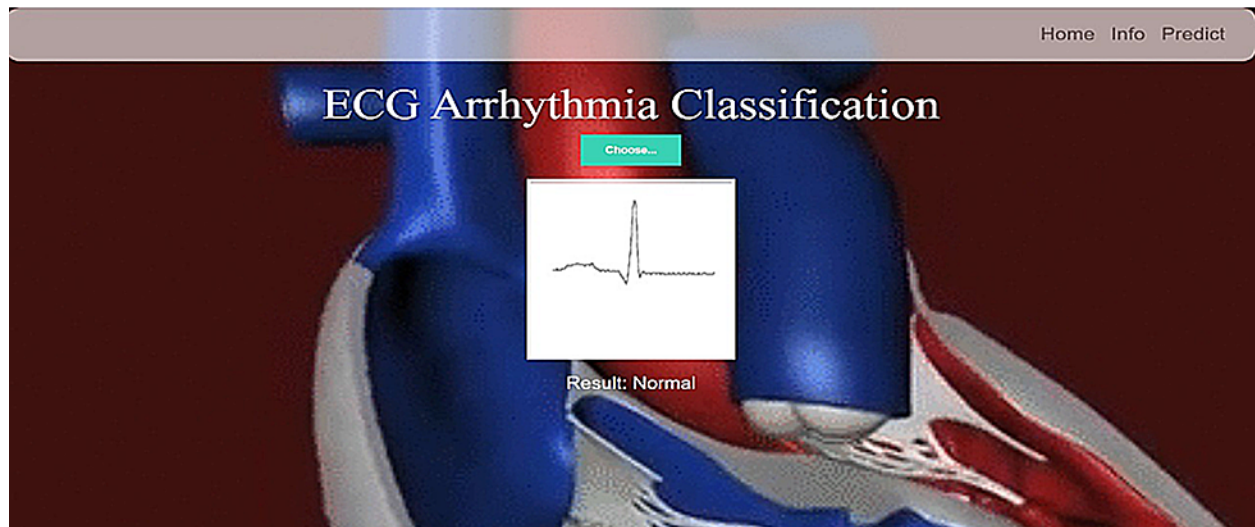 Home Info Predict
ECG Arrhythmia Classification
Choose...
Result: Normal